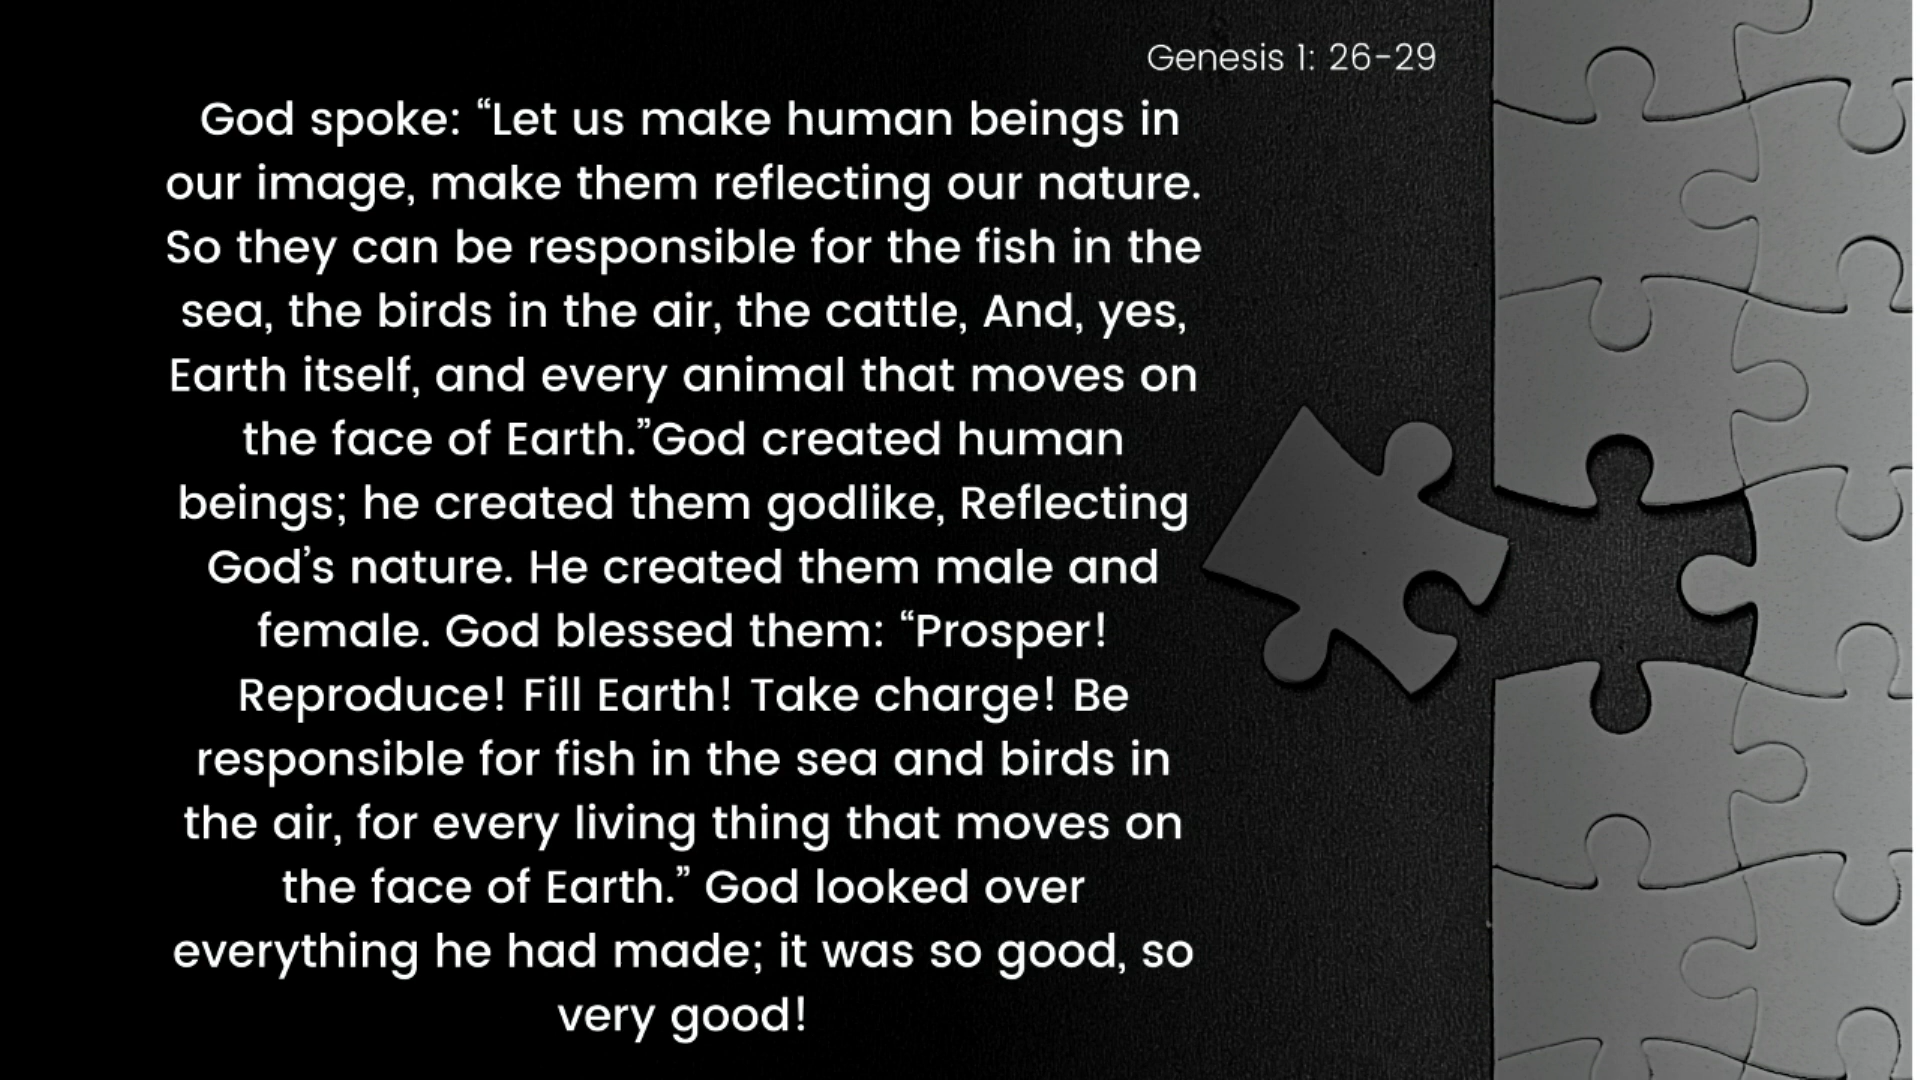 Genesis 1: 26-29
God spoke: “Let us make human beings in
our image, make them reflecting our nature.
So they can be responsible for the fish in the
sea, the birds in the air, the cattle, And, yes,
Earth itself, and every animal that moves on
the face of Earth.”God created human
beings; he created them godlike, Reflecting
God’s nature. He created them male and
female. God blessed them: “Prosper!
Reproduce! Fill Earth! Take charge! Be
responsible for fish in the sea and birds in
the air, for every living thing that moves on
the face of Earth.” God looked over
everything he had made; it was so good, so
very good!